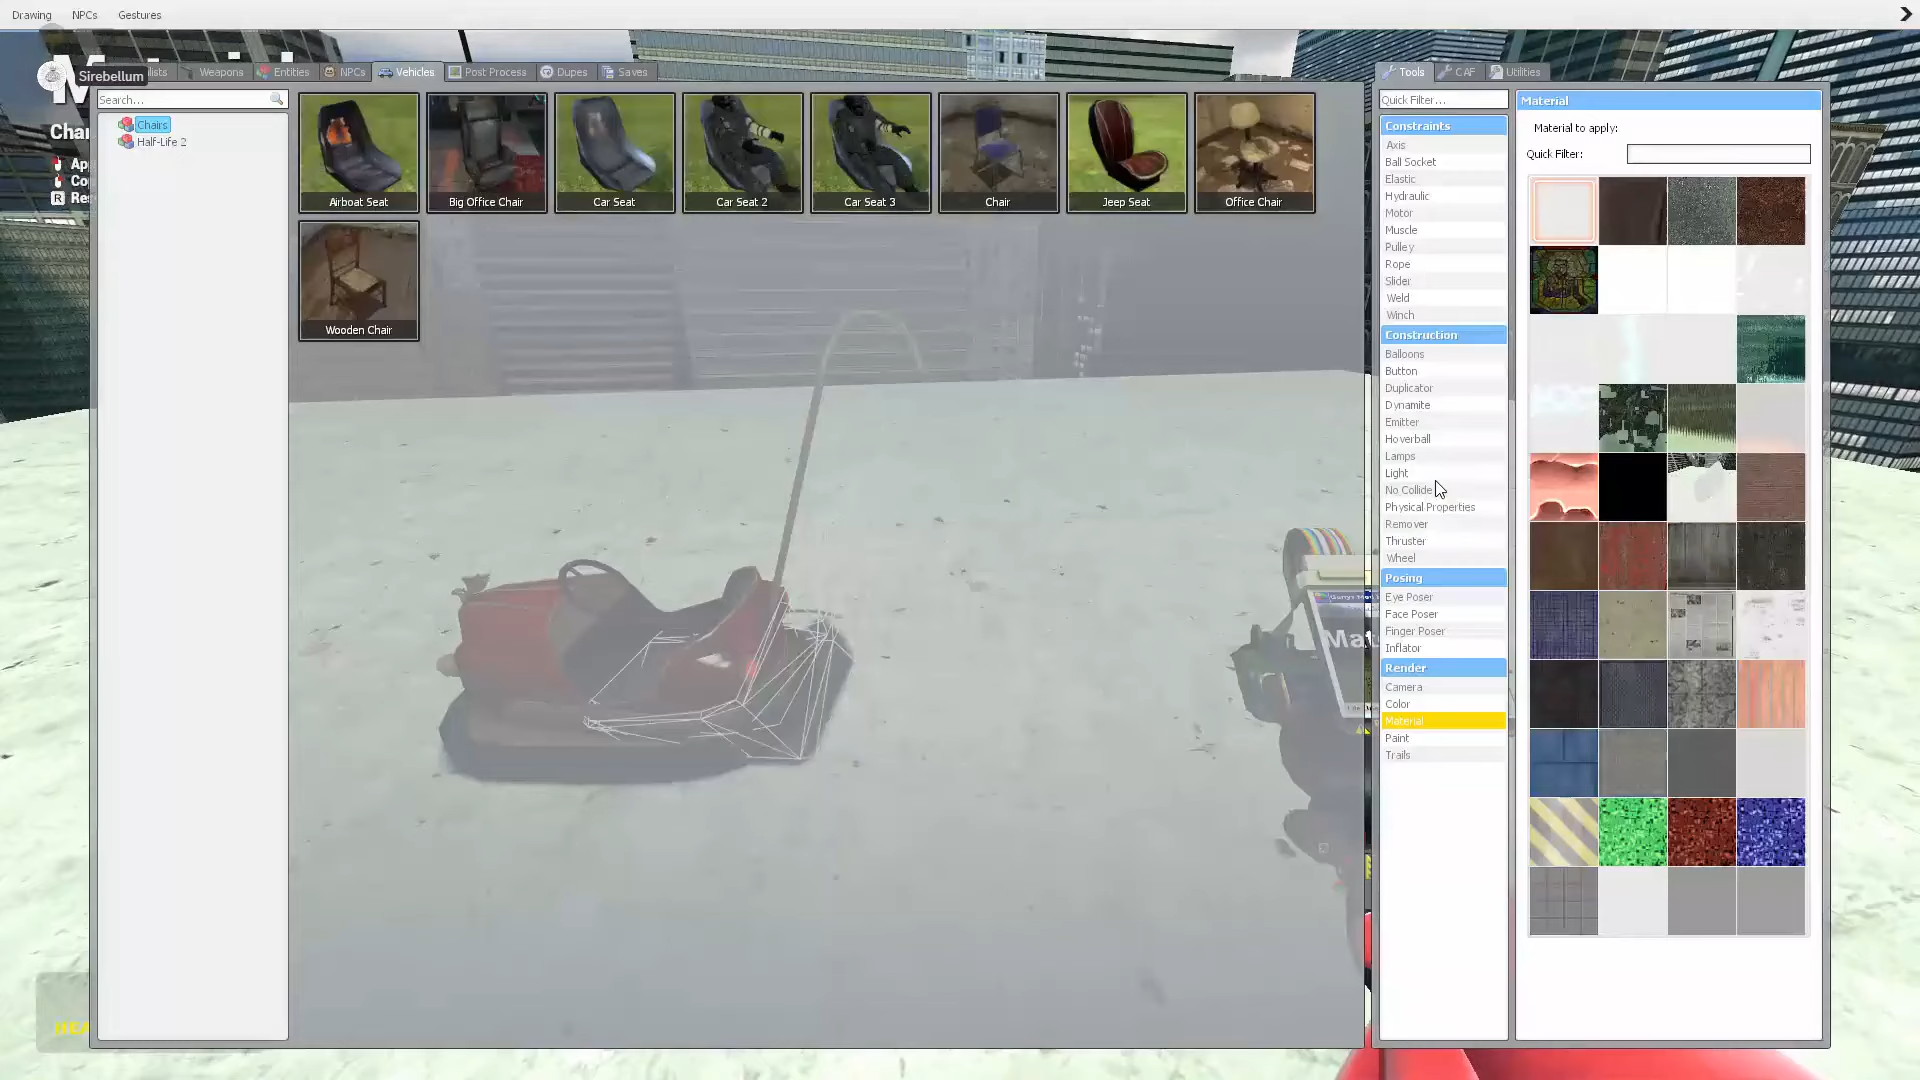 Drawing NPCs Gestures
Sirebellum
Weapons Entities NPCs Vehicles Post Process Dupes Saves
Tools CAF Utilities
Search...
Chairs
Half-Life 2
Airboat Seat
Big Office Chair
Car Seat
Car Seat 2
Car Seat 3
Chair
Jeep Seat
Office Chair
Wooden Chair
Quick Filter...
Constraints
Axis
Ball Socket
Elastic
Hydraulic
Motor
Muscle
Pulley
Rope
Slider
Weld
Winch
Construction
Balloons
Button
Duplicator
Dynamite
Emitter
Hoverball
Lamps
Light
No Collide
Physical Properties
Remover
Thruster
Wheel
Posing
Eye Poser
Face Poser
Finger Poser
Inflator
Render
Camera
Color
Material
Paint
Trails
Material
Material to apply:
Quick Filter: